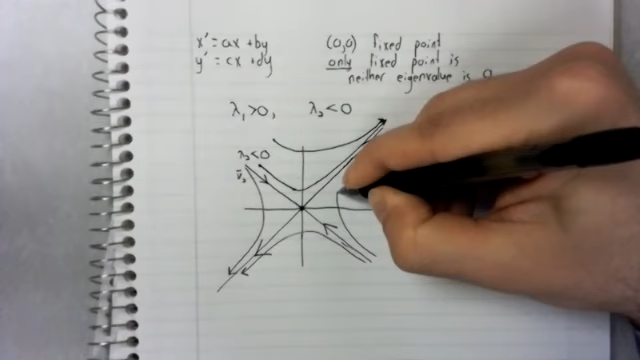 x' = ax + by
y' = cx + dy
(0,0) fixed point
only fixed point is
neither eigenvalue is 0
λ₁ > 0, λ₂ < 0
λ₂ < 0
v̄₂